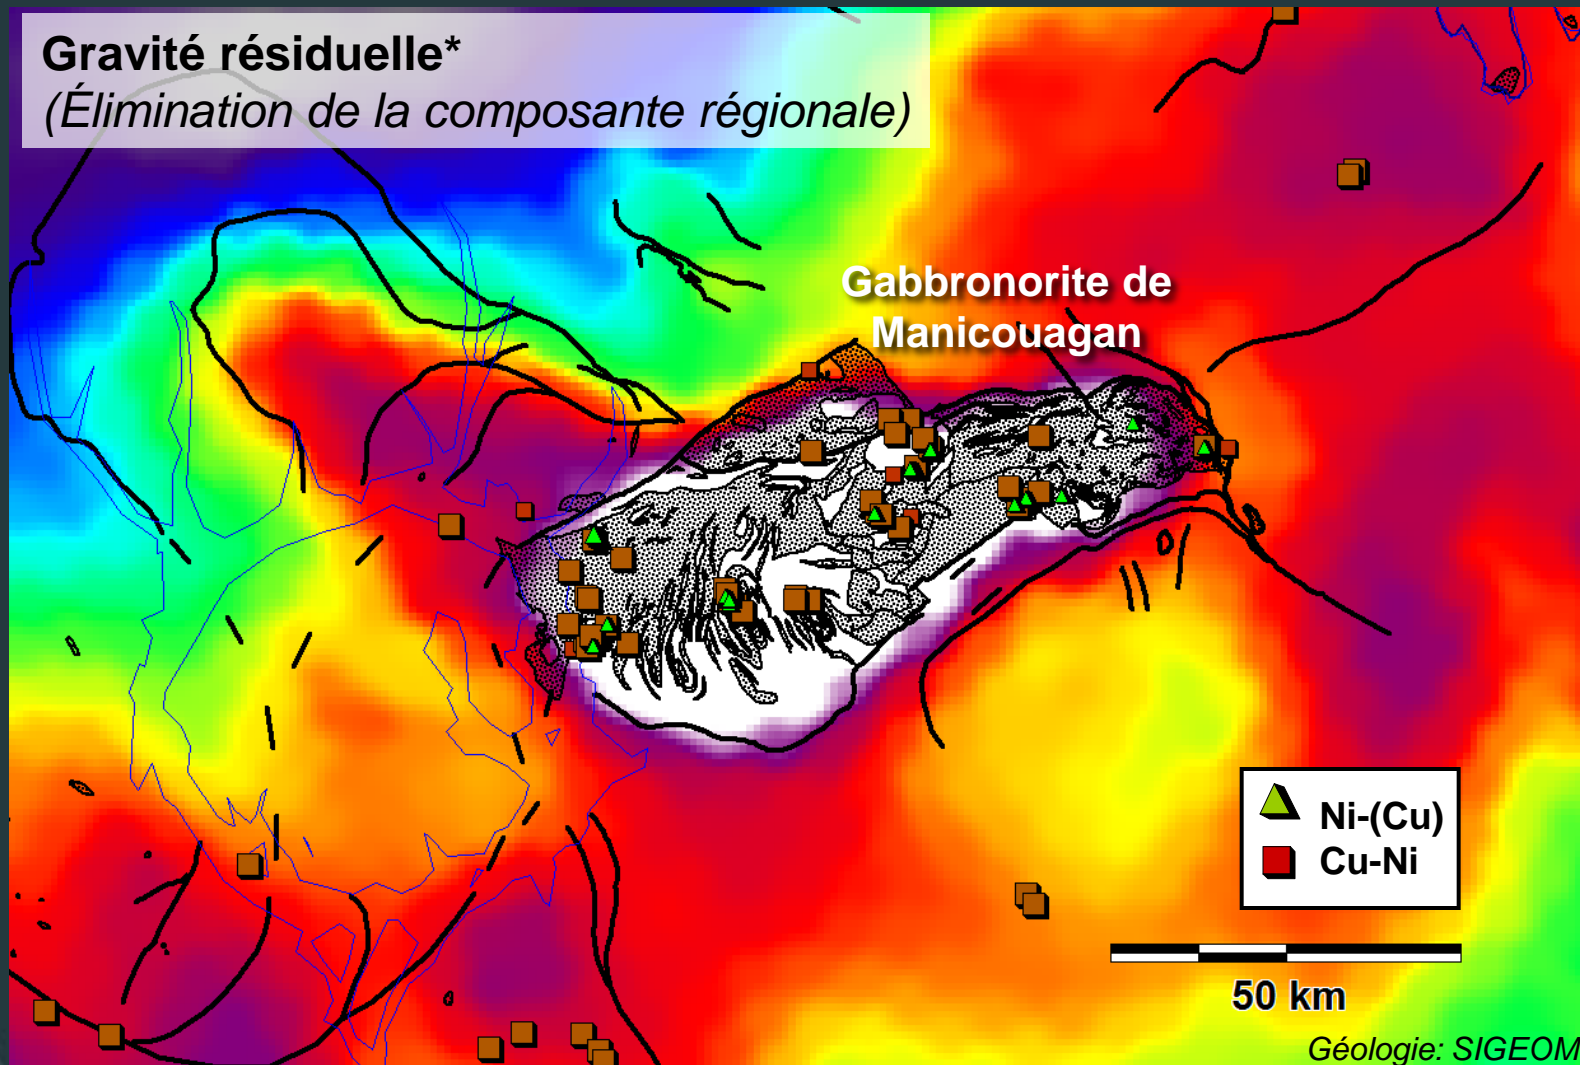 Gravité résiduelle*
(Élimination de la composante régionale)
Gabbronorite de
Manicouagan
Ni-(Cu)
Cu-Ni
50 km
Géologie: SIGEOM